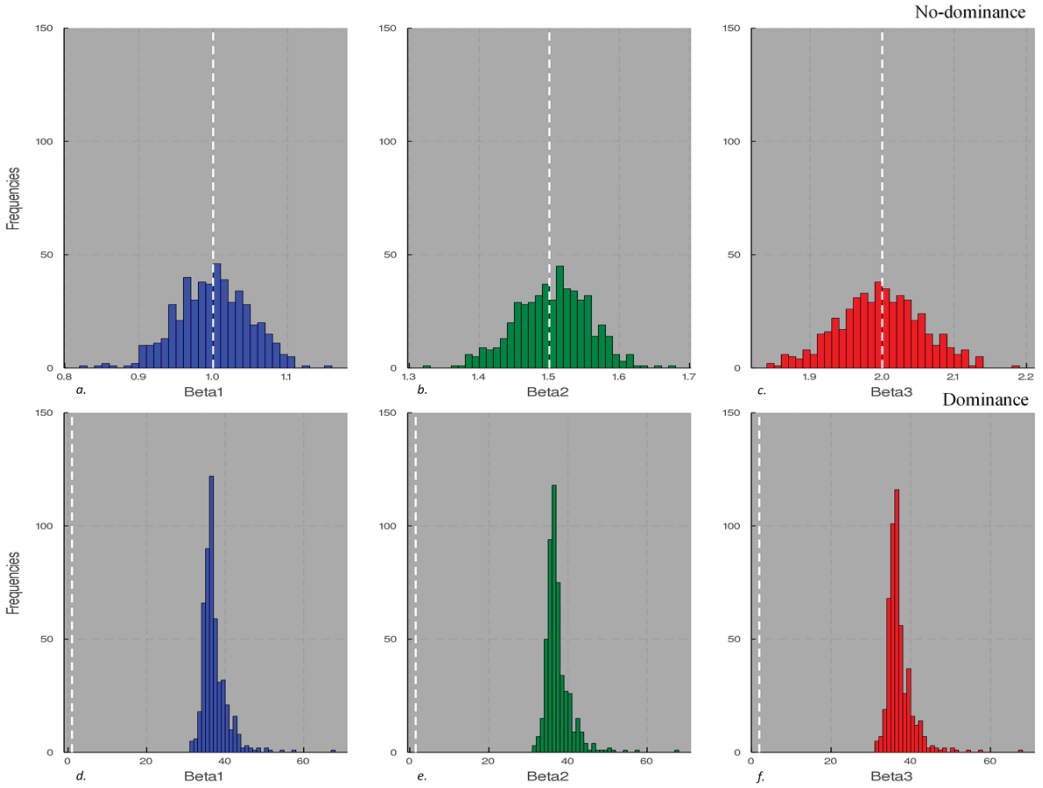 No-dominance
150
100
50
0
Frequencies
0.8 0.9 1.0 1.1
a. Beta1
150
100
50
0
1.3 1.4 1.5 1.6 1.7
b. Beta2
150
100
50
0
1.9 2.0 2.1 2.2
c. Beta3
Dominance
150
100
50
0
Frequencies
0 20 40 60
d. Beta1
150
100
50
0
0 20 40 60
e. Beta2
150
100
50
0
0 20 40 60
f. Beta3